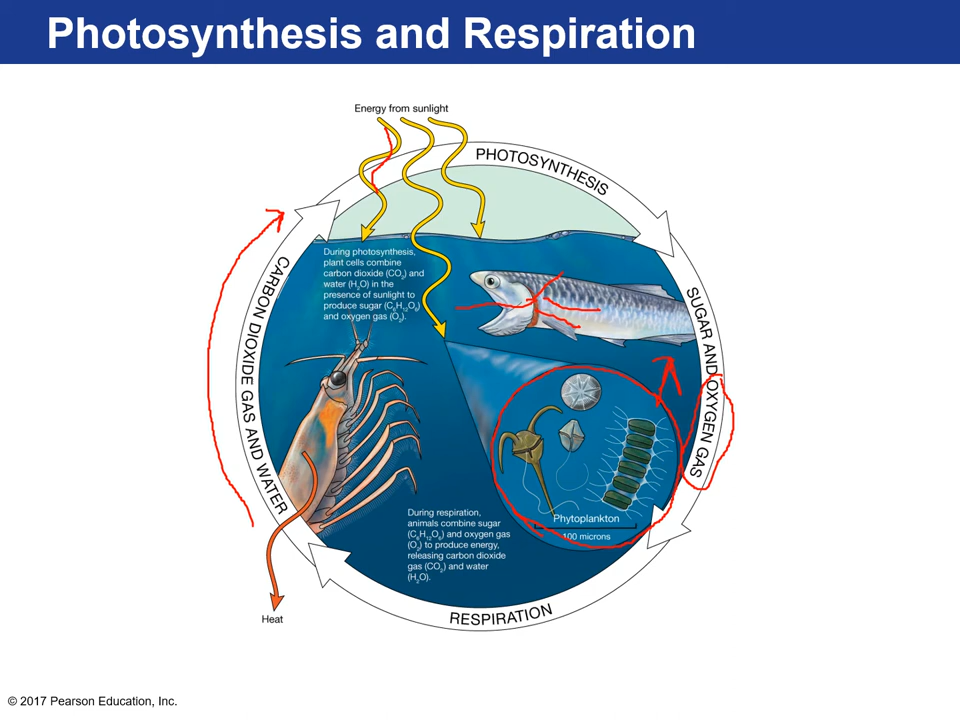 Photosynthesis and Respiration
Energy from sunlight
PHOTOSYNTHESIS
During photosynthesis,
plant cells combine
carbon dioxide (CO₂) and
water (H₂O) in the
presence of sunlight to
produce sugar (C₆H₁₂O₆)
and oxygen gas (O₂).
SUGAR AND OXYGEN GAS
CARBON DIOXIDE GAS AND WATER
Phytoplankton
100 microns
During respiration,
animals combine sugar
(C₆H₁₂O₆) and oxygen gas
(O₂) to produce energy,
releasing carbon dioxide
gas (CO₂) and water
(H₂O).
RESPIRATION
Heat
© 2017 Pearson Education, Inc.